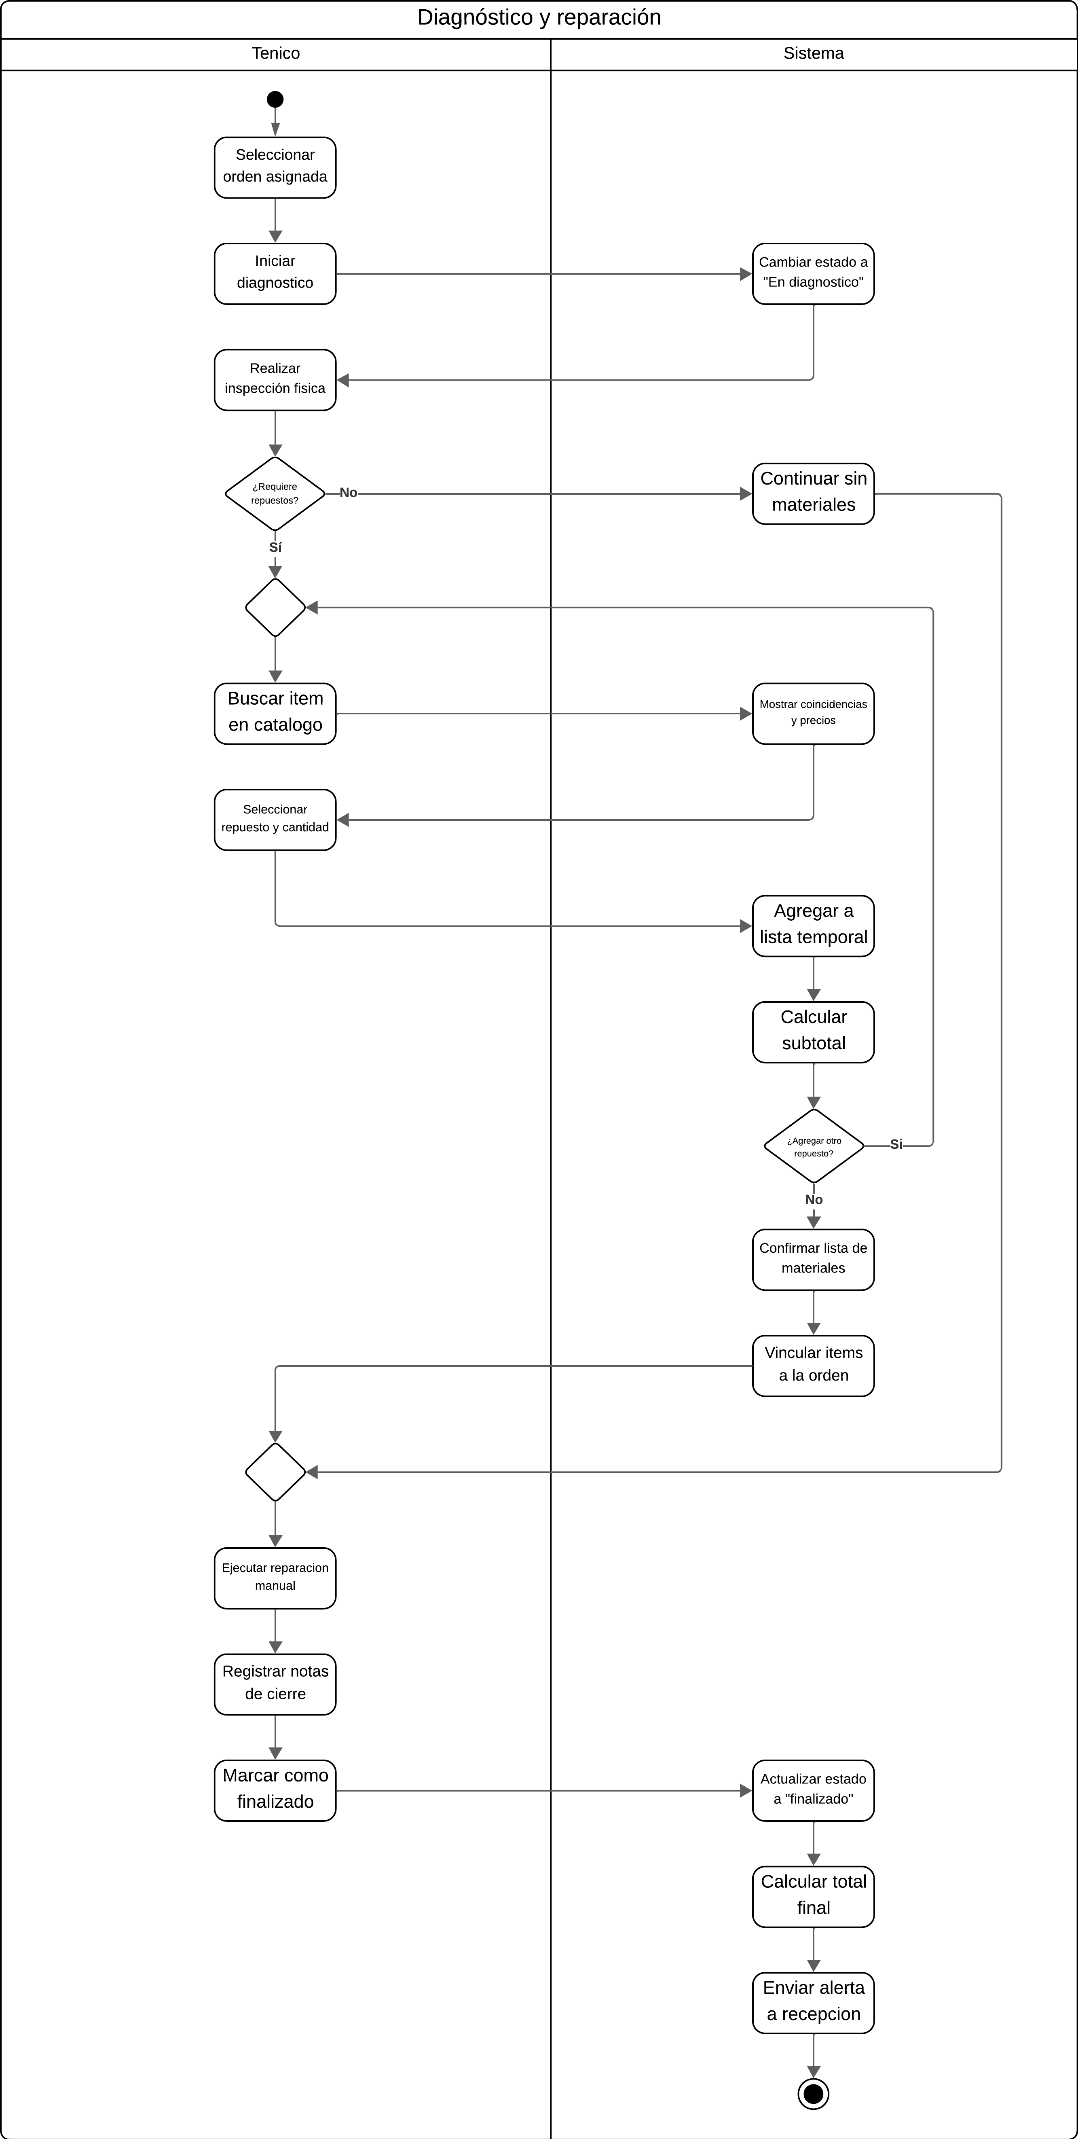 Diagnóstico y reparación
Tenico
Sistema
Seleccionar
orden asignada
Iniciar
diagnostico
Cambiar estado a
"En diagnostico"
Realizar
inspección fisica
¿Requiere
repuestos?
No
Continuar sin
materiales
Sí
Buscar item
en catalogo
Mostrar coincidencias
y precios
Seleccionar
repuesto y cantidad
Agregar a
lista temporal
Calcular
subtotal
¿Agregar otro
repuesto?
Si
No
Confirmar lista de
materiales
Vincular items
a la orden
Ejecutar reparacion
manual
Registrar notas
de cierre
Marcar como
finalizado
Actualizar estado
a "finalizado"
Calcular total
final
Enviar alerta
a recepcion